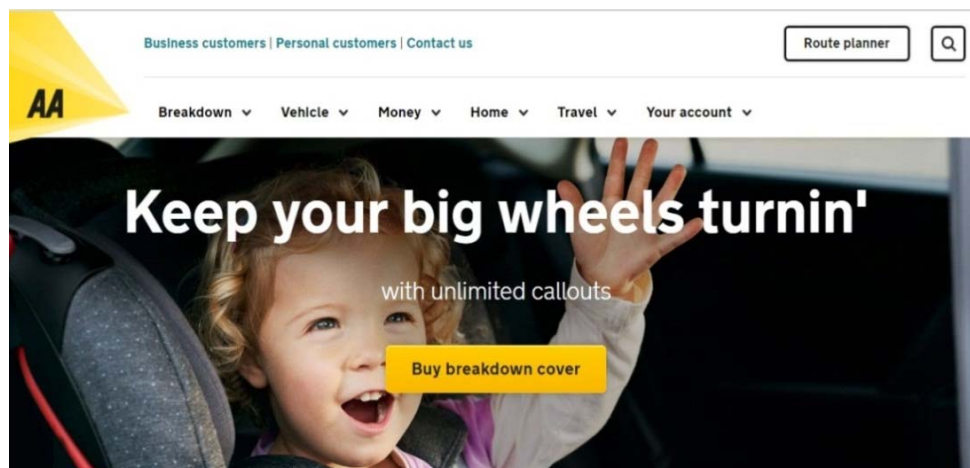 Business customers | Personal customers | Contact us
Route planner
AA
Breakdown Vehicle Money Home Travel Your account
Keep your big wheels turnin'
with unlimited callouts
Buy breakdown cover